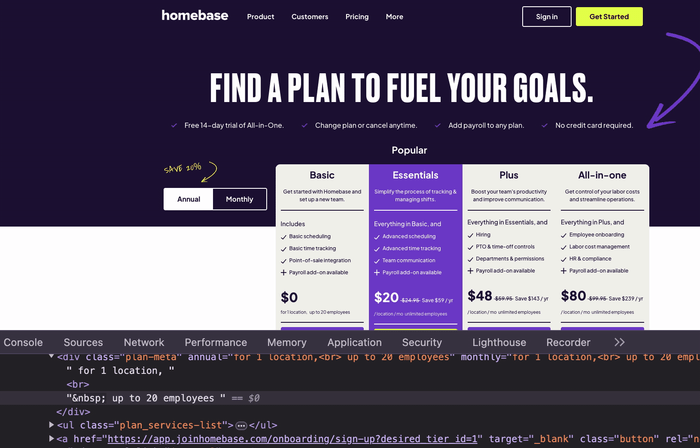 homebase Product Customers Pricing More Sign in Get Started
FIND A PLAN TO FUEL YOUR GOALS.
Free 14-day trial of All-in-One. Change plan or cancel anytime. Add payroll to any plan. No credit card required.
Popular
SAVE 20%
Annual Monthly
Basic
Get started with Homebase and
set up a new team.
Includes
Basic scheduling
Basic time tracking
Point-of-sale integration
Payroll add-on available
$0
for 1 location, up to 20 employees
Essentials
Simplify the process of tracking &
managing shifts.
Everything in Basic, and
Advanced scheduling
Advanced time tracking
Team communication
Payroll add-on available
$20 $24.95 Save $59 / yr
/location / mo unlimited employees
Plus
Boost your team's productivity
and improve communication.
Everything in Essentials, and
Hiring
PTO & time-off controls
Departments & permissions
Payroll add-on available
$48 $59.95 Save $143 / yr
/location / mo unlimited employees
All-in-one
Get control of your labor costs
and streamline operations.
Everything in Plus, and
Employee onboarding
Labor cost management
HR & compliance
Payroll add-on available
$80 $99.95 Save $239 / yr
/location / mo unlimited employees
Console Sources Network Performance Memory Application Security Lighthouse Recorder
<div class="plan-meta" annual="for 1 location,<br> up to 20 employees" monthly="for 1 location,<br> up to 20 empl
" for 1 location, "
<br>
"&nbsp; up to 20 employees " == $0
</div>
<ul class="plan_services-list"> </ul>
<a href="https://app.joinhomebase.com/onboarding/sign-up?desired_tier_id=1" target="_blank" class="button" rel="n